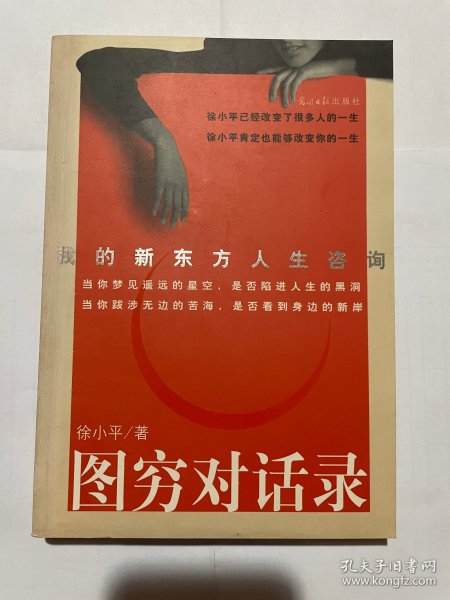 光明日报出版社
徐小平已经改变了很多人的一生
徐小平肯定也能够改变你的一生
我的新东方人生咨询
当你梦见遥远的星空，是否陷进人生的黑洞
当你跋涉无边的苦海，是否看到身边的新岸
徐小平/著
图穷对话录
孔夫子旧书网
www.kongfz.com